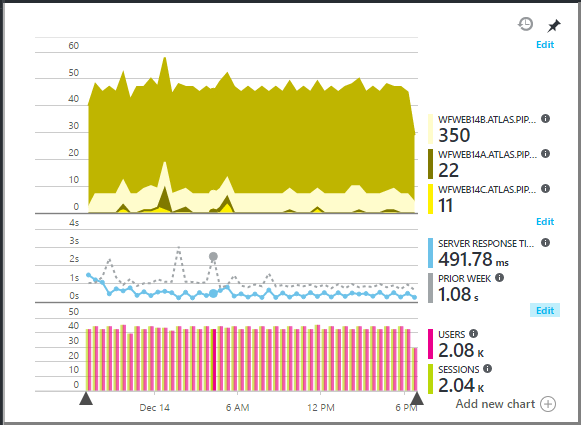 Edit
60
50
40
30
20
10
0
WFWEB14B.ATLAS.PIP...
350
WFWEB14A.ATLAS.PIP...
22
WFWEB14C.ATLAS.PIP...
11
Edit
4s
3s
2s
1s
0s
SERVER RESPONSE TI...
491.78 ms
PRIOR WEEK
1.08 s
Edit
50
40
30
20
10
0
USERS
2.08 K
SESSIONS
2.04 K
Dec 14 6 AM 12 PM 6 PM
Add new chart